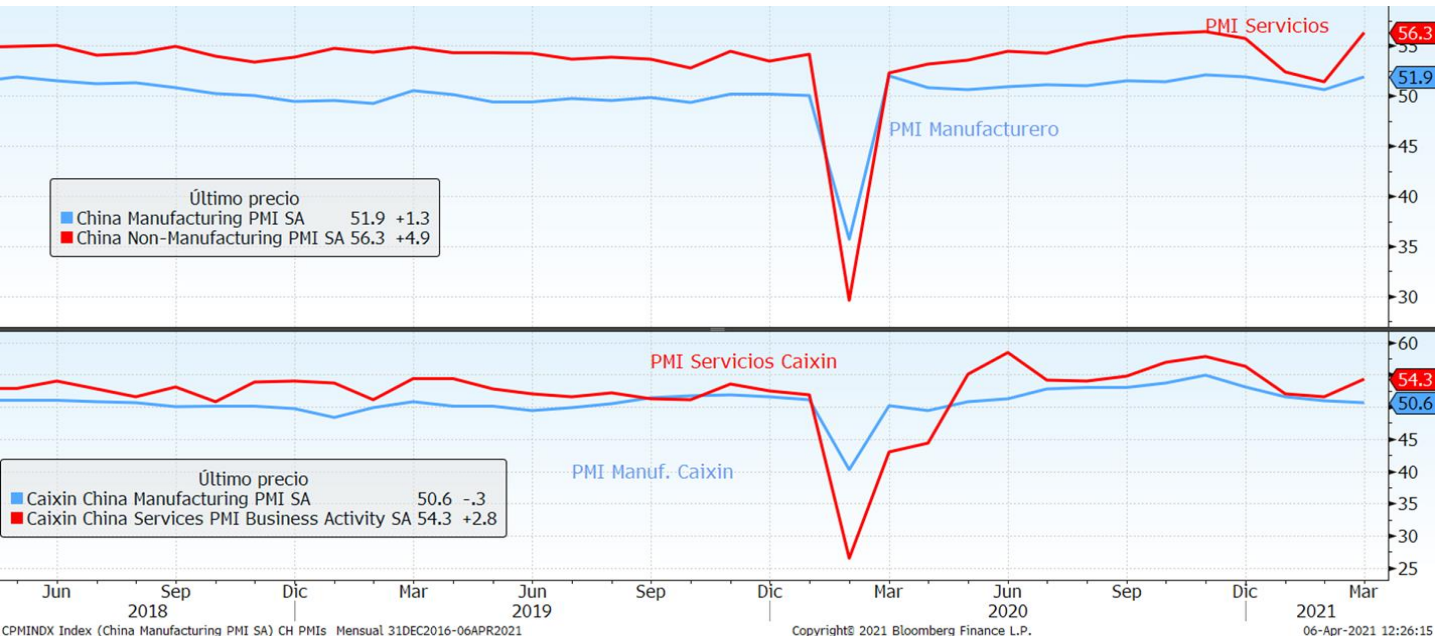 PMI Servicios
56.3
55
51.9
50
PMI Manufacturero
45
40
35
30
Último precio
China Manufacturing PMI SA 51.9 +1.3
China Non-Manufacturing PMI SA 56.3 +4.9
60
PMI Servicios Caixin
54.3
50.6
45
PMI Manuf. Caixin
40
35
30
25
Último precio
Caixin China Manufacturing PMI SA 50.6 -.3
Caixin China Services PMI Business Activity SA 54.3 +2.8
Jun Sep Dic Mar Jun Sep Dic Mar Jun Sep Dic Mar
2018 2019 2020 2021
CPMINDX Index (China Manufacturing PMI SA) CH PMIs Mensual 31DEC2016-06APR2021 Copyright© 2021 Bloomberg Finance L.P. 06-Apr-2021 12:26:15